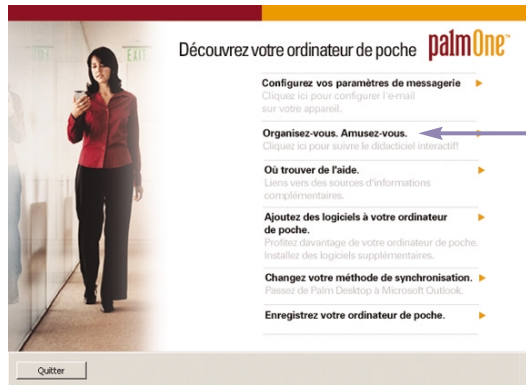 EXIT
Découvrez votre ordinateur de poche palmOne
Configurez vos paramètres de messagerie
Cliquez ici pour configurer l'e-mail
sur votre appareil.
Organisez-vous. Amusez-vous.
Cliquez ici pour suivre le didacticiel interactif!
Où trouver de l'aide.
Liens vers des sources d'informations
complémentaires.
Ajoutez des logiciels à votre ordinateur
de poche.
Profitez davantage de votre ordinateur de poche.
Installez des logiciels supplémentaires.
Changez votre méthode de synchronisation.
Passez de Palm Desktop à Microsoft Outlook.
Enregistrez votre ordinateur de poche.
Quitter